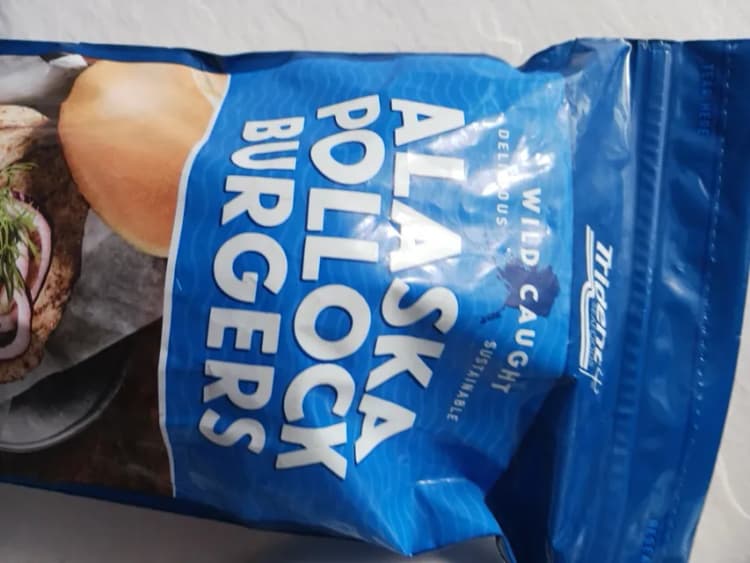 Trident
WILD CAUGHT
DELICIOUS SUSTAINABLE
ALASKA
POLLOCK
BURGERS